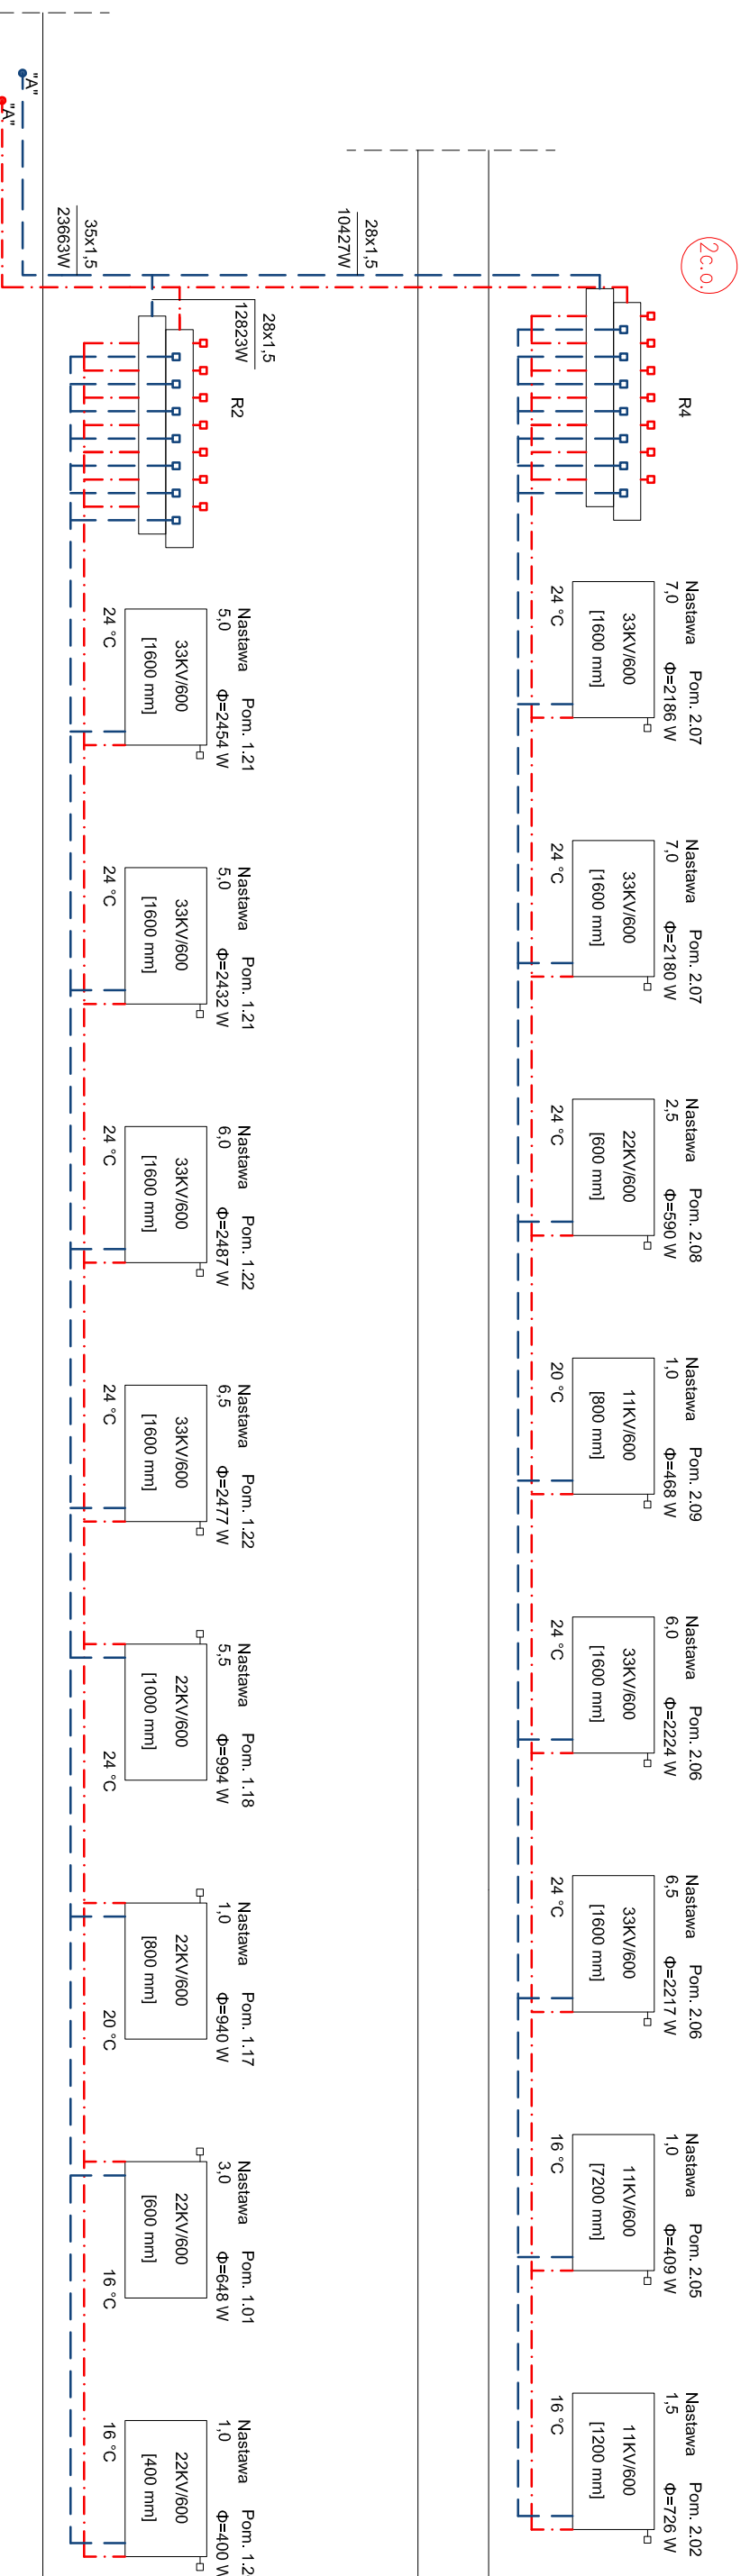 2c.o.
"A"
"A"
35x1,5
23663W
28x1,5
10427W
28x1,5
12823W
R4
Nastawa Pom. 2.07
7,0 Φ=2186 W
33KV/600
[1600 mm]
24 °C
Nastawa Pom. 2.07
7,0 Φ=2180 W
33KV/600
[1600 mm]
24 °C
Nastawa Pom. 2.08
2,5 Φ=590 W
22KV/600
[600 mm]
24 °C
Nastawa Pom. 2.09
1,0 Φ=468 W
11KV/600
[800 mm]
20 °C
Nastawa Pom. 2.06
6,0 Φ=2224 W
33KV/600
[1600 mm]
24 °C
Nastawa Pom. 2.06
6,5 Φ=2217 W
33KV/600
[1600 mm]
24 °C
Nastawa Pom. 2.05
1,0 Φ=409 W
11KV/600
[7200 mm]
16 °C
Nastawa Pom. 2.02
1,5 Φ=726 W
11KV/600
[1200 mm]
16 °C
R2
Nastawa Pom. 1.21
5,0 Φ=2454 W
33KV/600
[1600 mm]
24 °C
Nastawa Pom. 1.21
5,0 Φ=2432 W
33KV/600
[1600 mm]
24 °C
Nastawa Pom. 1.22
6,0 Φ=2487 W
33KV/600
[1600 mm]
24 °C
Nastawa Pom. 1.22
6,5 Φ=2477 W
33KV/600
[1600 mm]
24 °C
Nastawa Pom. 1.18
5,5 Φ=994 W
22KV/600
[1000 mm]
24 °C
Nastawa Pom. 1.17
1,0 Φ=940 W
22KV/600
[800 mm]
20 °C
Nastawa Pom. 1.01
3,0 Φ=648 W
22KV/600
[600 mm]
16 °C
Nastawa Pom. 1.2
1,0 Φ=400 W
22KV/600
[400 mm]
16 °C